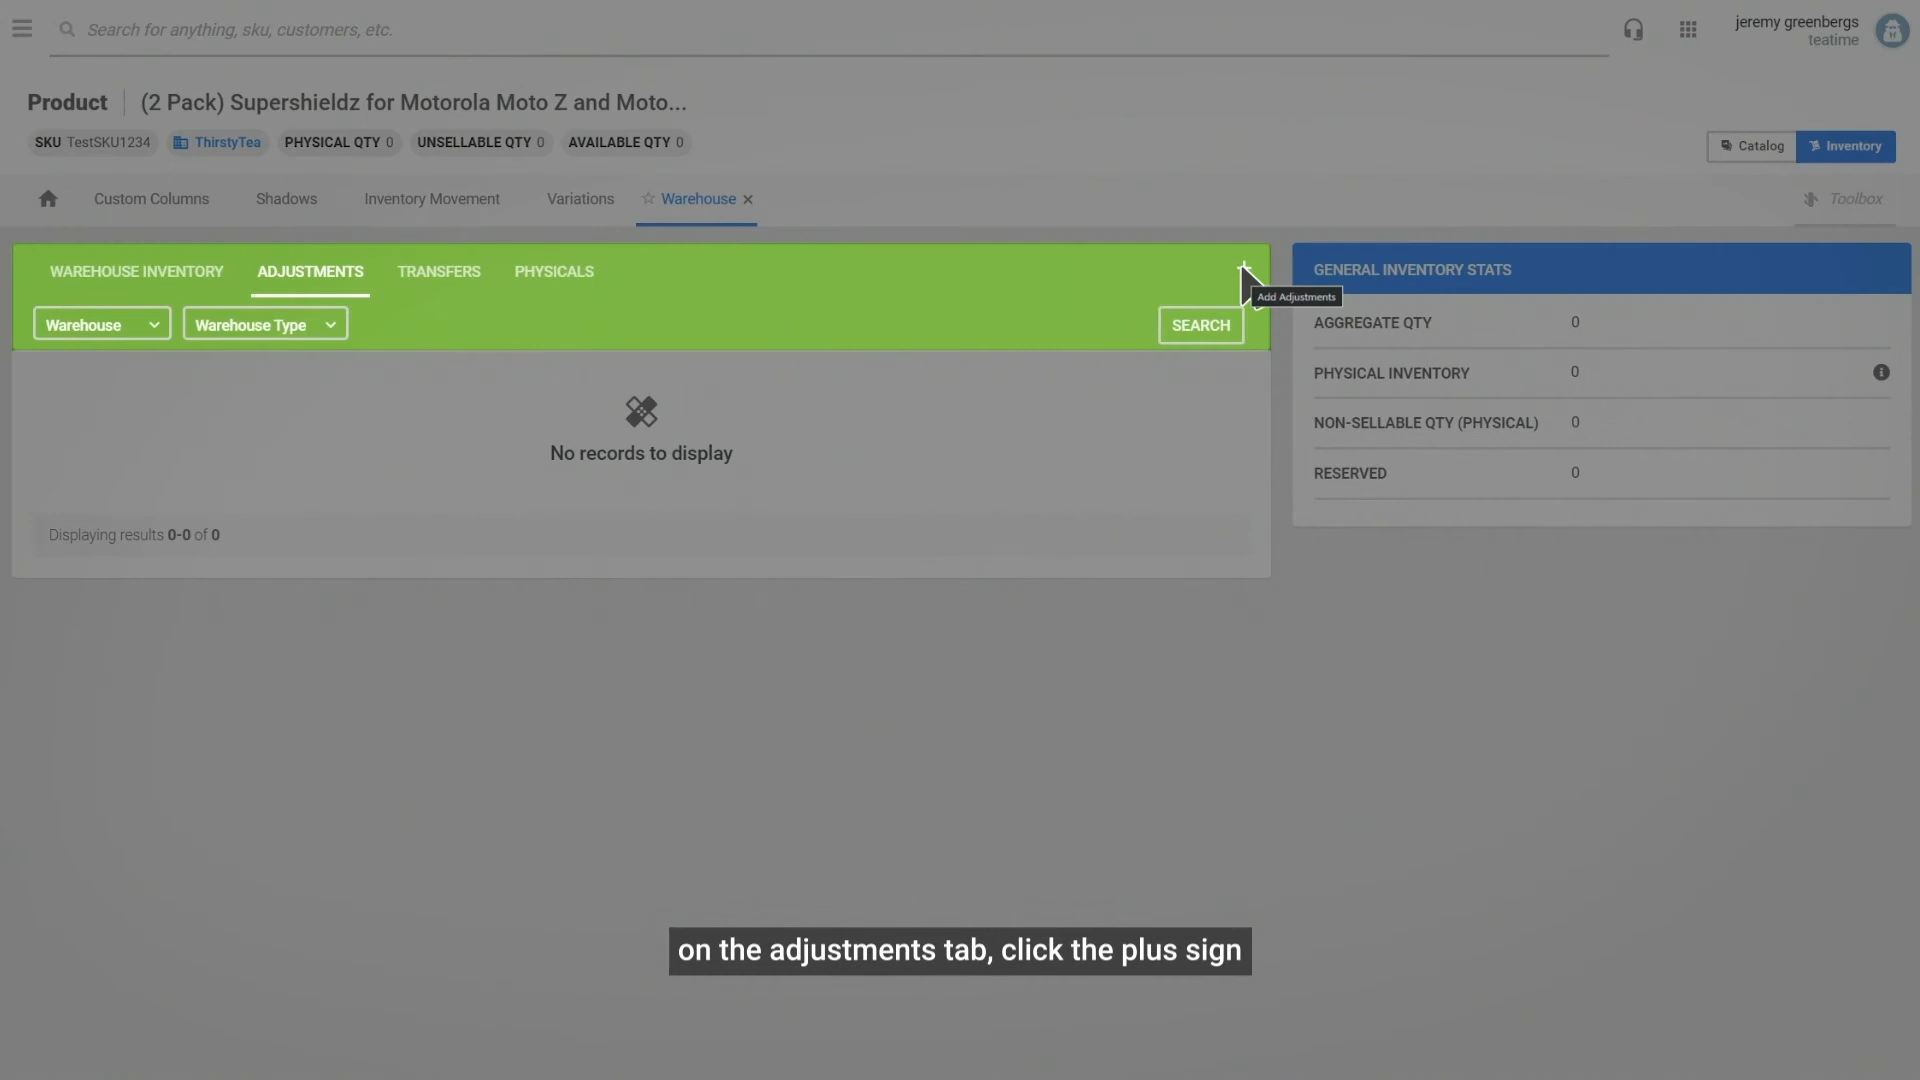 Search for anything, sku, customers, etc.
jeremy greenbergs
teatime
Product (2 Pack) Supershieldz for Motorola Moto Z and Moto...
SKU TestSKU1234 ThirstyTea PHYSICAL QTY 0 UNSELLABLE QTY 0 AVAILABLE QTY 0
Catalog Inventory
Custom Columns Shadows Inventory Movement Variations Warehouse Toolbox
WAREHOUSE INVENTORY ADJUSTMENTS TRANSFERS PHYSICALS
Add Adjustments
Warehouse Warehouse Type SEARCH
No records to display
Displaying results 0-0 of 0
GENERAL INVENTORY STATS
AGGREGATE QTY 0
PHYSICAL INVENTORY 0
NON-SELLABLE QTY (PHYSICAL) 0
RESERVED 0
on the adjustments tab, click the plus sign